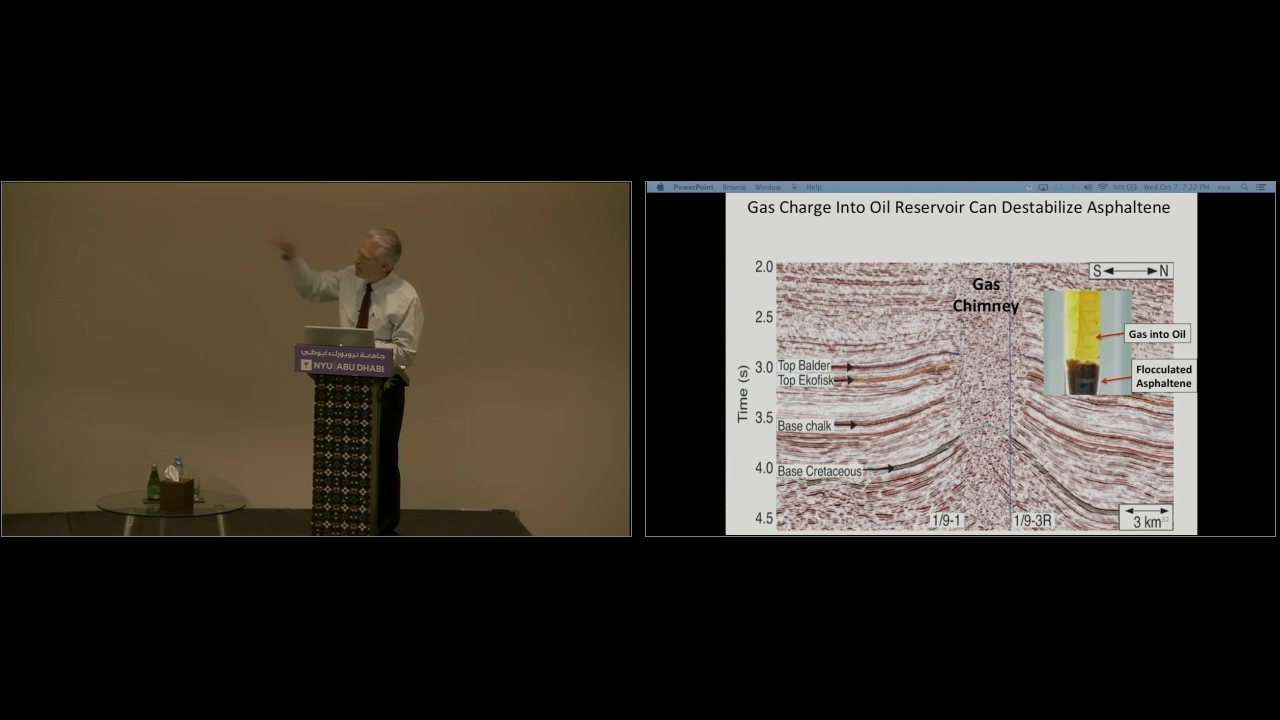 جامعة نيويورك أبوظبي
NYU ABU DHABI
PowerPoint Browse Window Help
Wed Oct 7 7:22 PM nyu
Gas Charge Into Oil Reservoir Can Destabilize Asphaltene
Time (s)
2.0
2.5
3.0
3.5
4.0
4.5
S N
Gas
Chimney
Gas into Oil
Flocculated
Asphaltene
Top Balder
Top Ekofisk
Base chalk
Base Cretaceous
1/9-1
1/9-3R
3 km